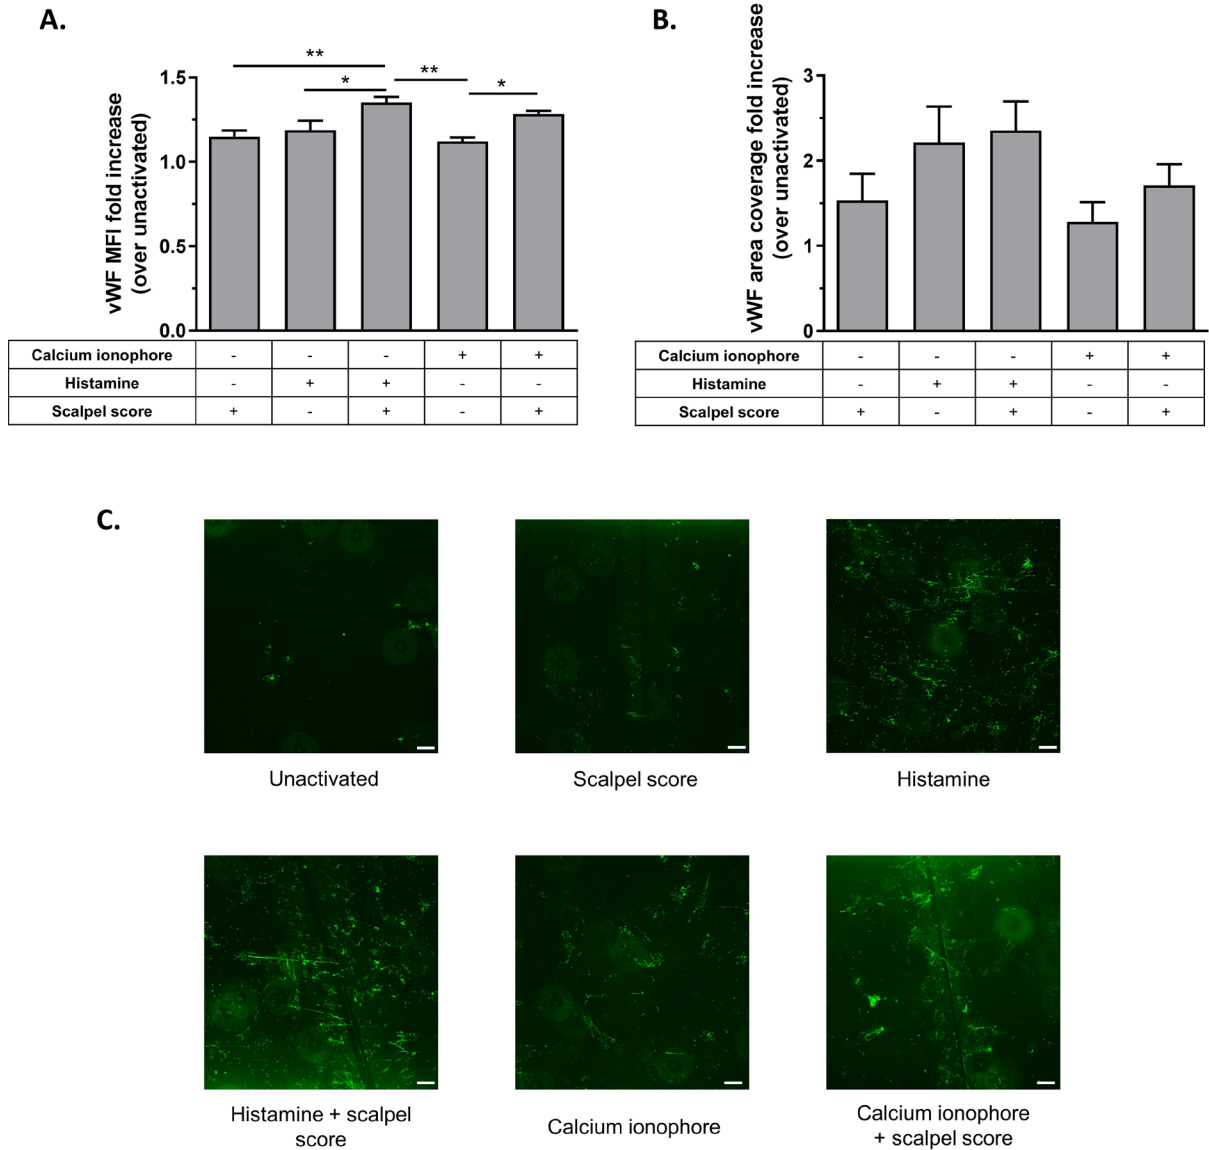 A.
**
*
**
*
vWF MFI fold increase
(over unactivated)
1.5
1.0
0.5
0.0
Calcium ionophore - - - + +
Histamine - + + - -
Scalpel score + - + - +
B.
vWF area coverage fold increase
(over unactivated)
3
2
1
0
Calcium ionophore - - - + +
Histamine - + + - -
Scalpel score + - + - +
C.
Unactivated
Scalpel score
Histamine
Histamine + scalpel
score
Calcium ionophore
Calcium ionophore
+ scalpel score